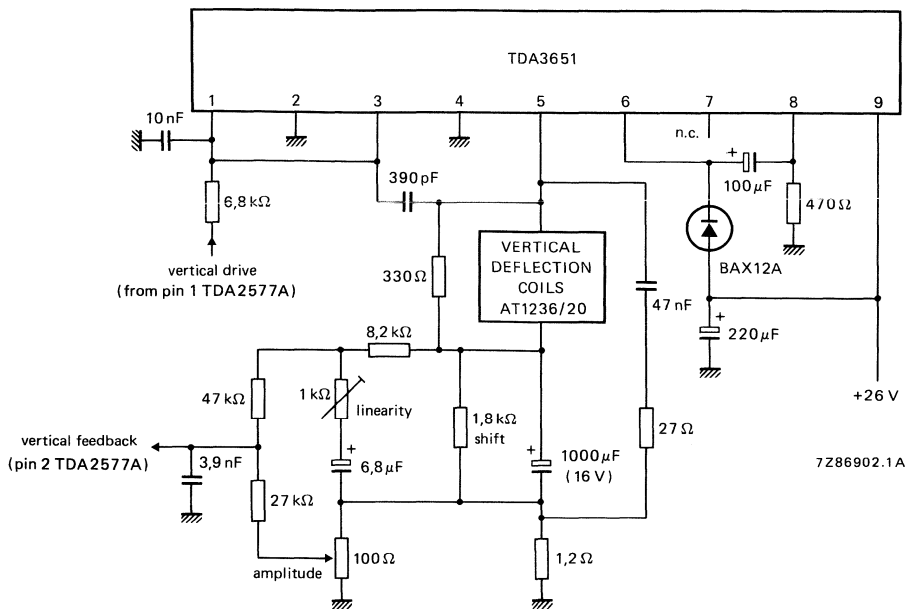 TDA3651
1 2 3 4 5 6 7 8 9
10 nF
n.c.
+
100 μF
390 pF
6,8 kΩ
470 Ω
VERTICAL
DEFLECTION
COILS
AT1236/20
vertical drive
(from pin 1 TDA2577A)
330 Ω
BAX12A
47 nF
+
220 μF
8,2 kΩ
+26 V
47 kΩ
1 kΩ
linearity
1,8 kΩ
shift
27 Ω
vertical feedback
(pin 2 TDA2577A)
+
6,8 μF
+
1000 μF
(16 V)
3,9 nF
7Z86902.1A
27 kΩ
amplitude
100 Ω
1,2 Ω